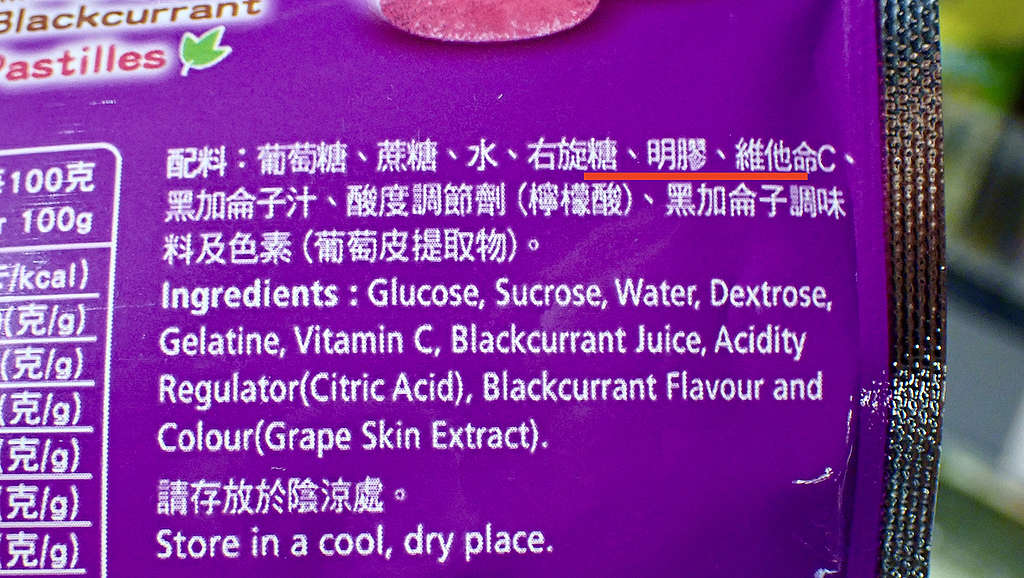 Blackcurrant
Pastilles
100克
100g
/kcal)
(克/g)
(克/g)
(克/g)
(克/g)
(克/g)
(克/g)
配料：葡萄糖、蔗糖、水、右旋糖、明膠、維他命C、
黑加侖子汁、酸度調節劑（檸檬酸）、黑加侖子調味
料及色素（葡萄皮提取物）。
Ingredients : Glucose, Sucrose, Water, Dextrose,
Gelatine, Vitamin C, Blackcurrant Juice, Acidity
Regulator(Citric Acid), Blackcurrant Flavour and
Colour(Grape Skin Extract).
請存放於陰涼處。
Store in a cool, dry place.